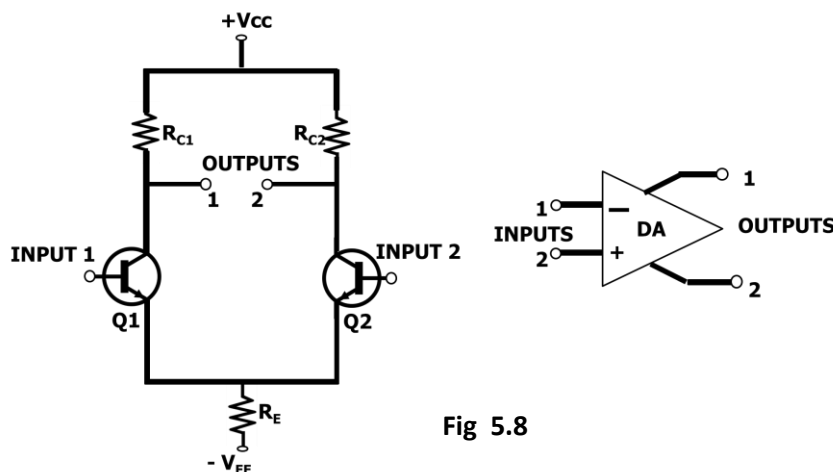 +Vcc
RC1
RC2
OUTPUTS
1 2
INPUT 1
INPUT 2
Q1
Q2
RE
- VEE
1
INPUTS
2
− DA
+
1
OUTPUTS
2
Fig 5.8